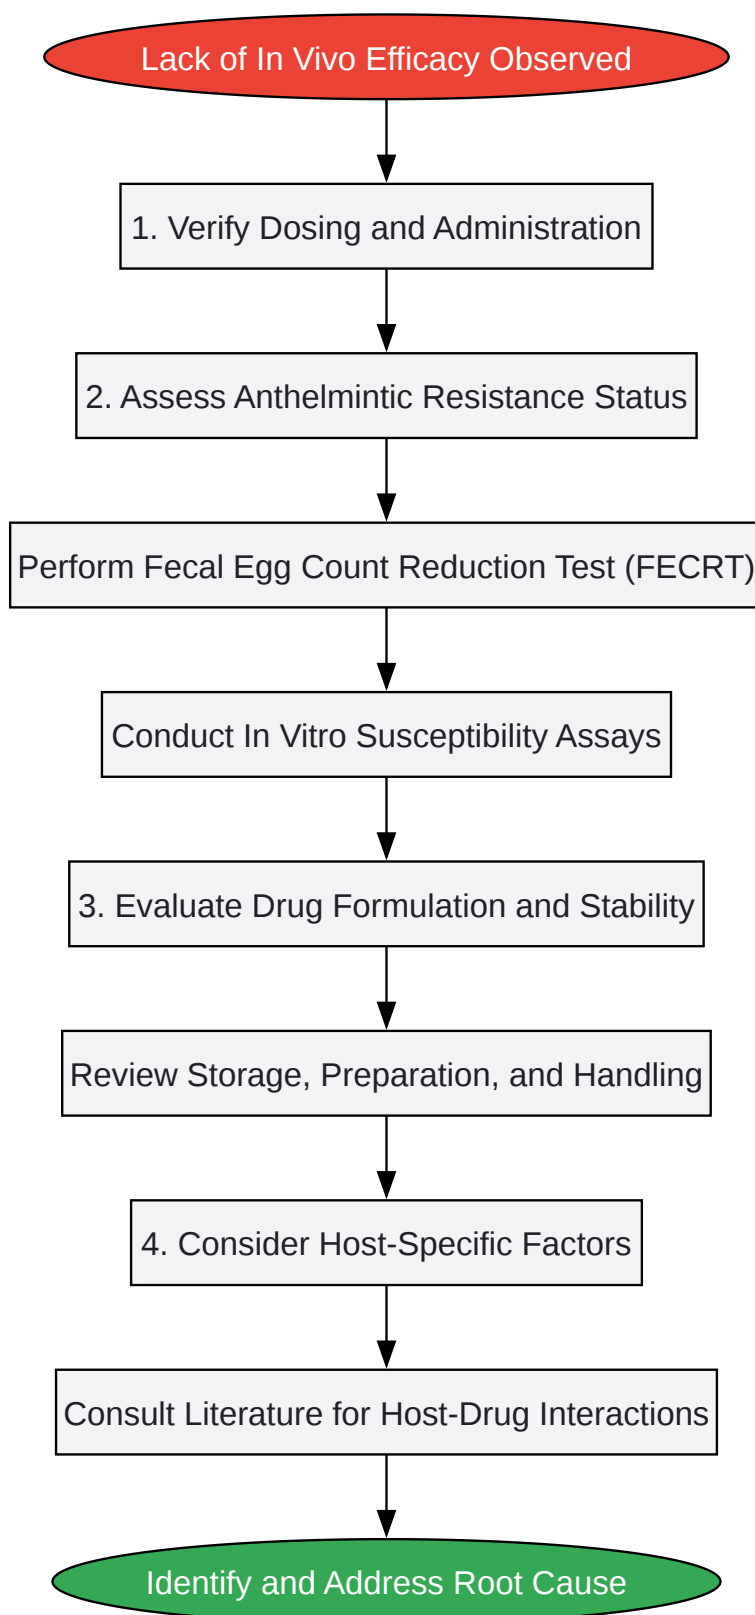 Lack of In Vivo Efficacy Observed
1. Verify Dosing and Administration
2. Assess Anthelmintic Resistance Status
Perform Fecal Egg Count Reduction Test (FECRT)
Conduct In Vitro Susceptibility Assays
3. Evaluate Drug Formulation and Stability
Review Storage, Preparation, and Handling
4. Consider Host-Specific Factors
Consult Literature for Host-Drug Interactions
Identify and Address Root Cause